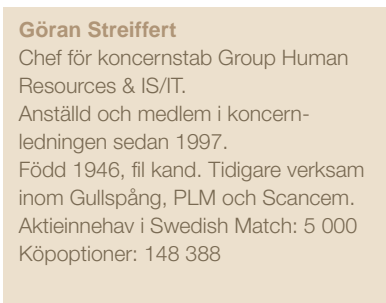 Göran Streiffert
Chef för koncernstab Group Human
Resources & IS/IT.
Anställd och medlem i koncern-
ledningen sedan 1997.
Född 1946, fil kand. Tidigare verksam
inom Gullspång, PLM och Scancem.
Aktieinnehav i Swedish Match: 5 000
Köpoptioner: 148 388